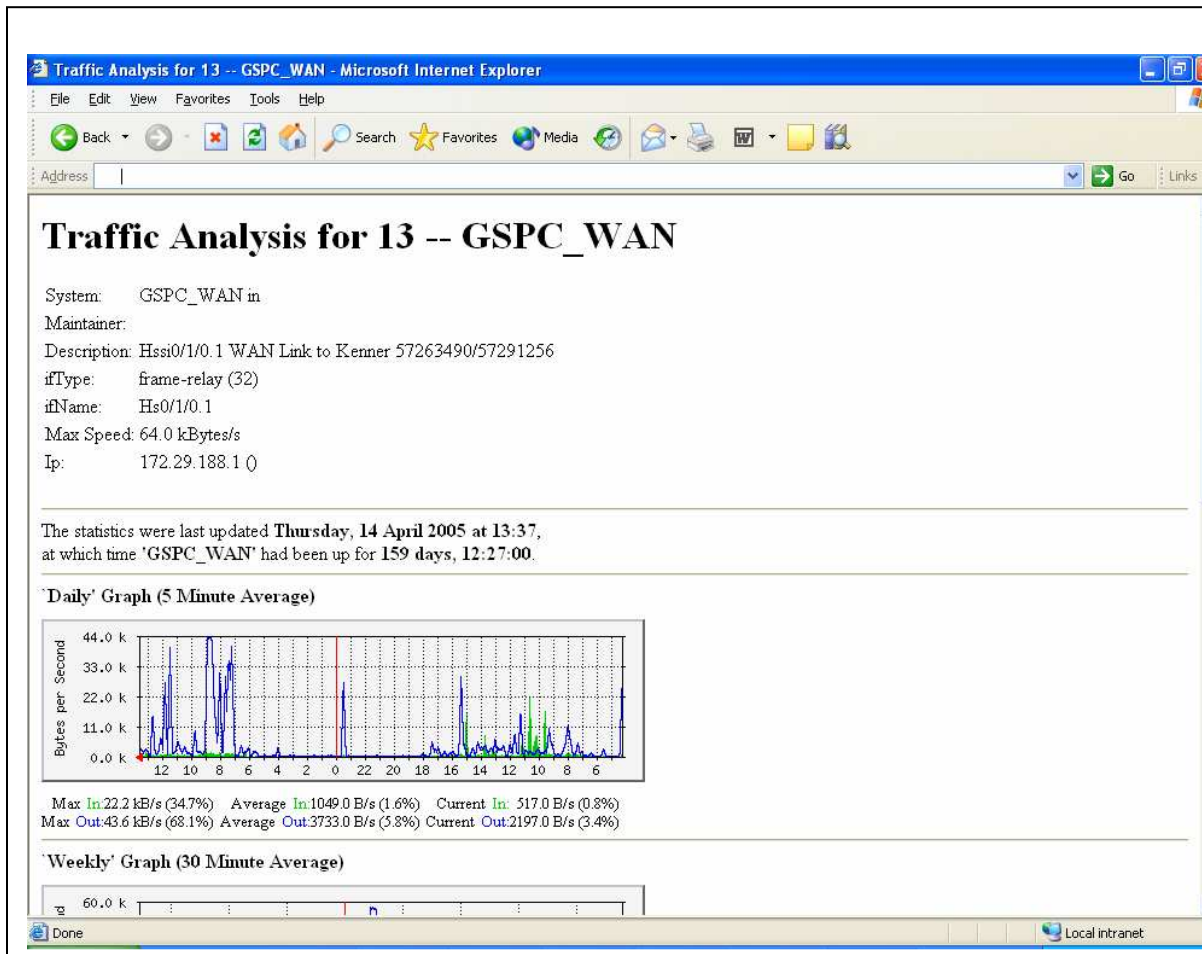 Traffic Analysis for 13 -- GSPC_WAN - Microsoft Internet Explorer
File Edit View Favorites Tools Help
Back Search Favorites Media
Address Go Links
Traffic Analysis for 13 -- GSPC_WAN
System: GSPC_WAN in
Maintainer:
Description: Hssi0/1/0.1 WAN Link to Kenner 57263490/57291256
ifType: frame-relay (32)
ifName: Hs0/1/0.1
Max Speed: 64.0 kBytes/s
Ip: 172.29.188.1 ()
The statistics were last updated Thursday, 14 April 2005 at 13:37,
at which time 'GSPC_WAN' had been up for 159 days, 12:27:00.
`Daily' Graph (5 Minute Average)
Bytes per Second
44.0 k
33.0 k
22.0 k
11.0 k
0.0 k
12 10 8 6 4 2 0 22 20 18 16 14 12 10 8 6
Max In:22.2 kB/s (34.7%) Average In:1049.0 B/s (1.6%) Current In: 517.0 B/s (0.8%)
Max Out:43.6 kB/s (68.1%) Average Out:3733.0 B/s (5.8%) Current Out:2197.0 B/s (3.4%)
`Weekly' Graph (30 Minute Average)
60.0 k
Done Local intranet